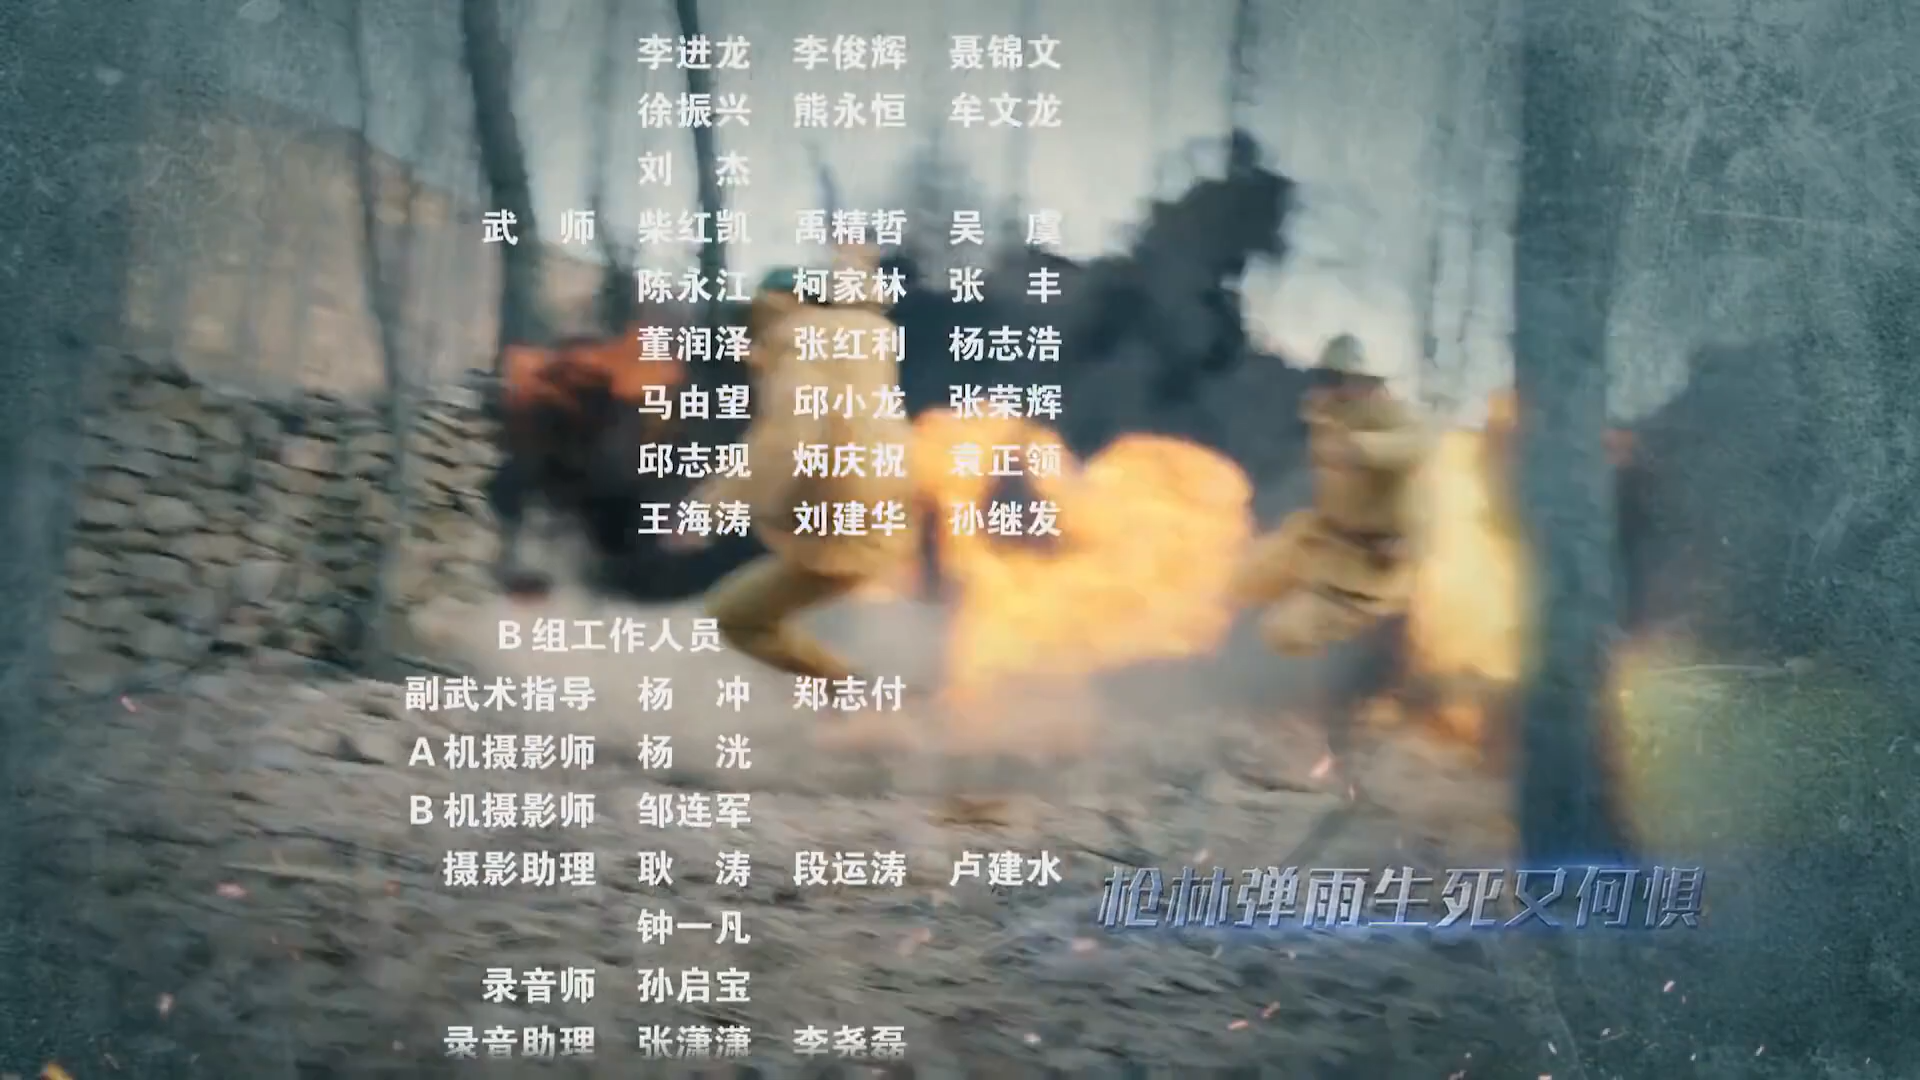 李进龙 李俊辉 聂锦文
徐振兴 熊永恒 牟文龙
刘 杰
武 师 柴红凯 禹精哲 吴 虞
陈永江 柯家林 张 丰
董润泽 张红利 杨志浩
马由望 邱小龙 张荣辉
邱志现 炳庆祝 袁正领
王海涛 刘建华 孙继发
B组工作人员
副武术指导 杨 冲 郑志付
A机摄影师 杨 洸
B机摄影师 邹连军
摄影助理 耿 涛 段运涛 卢建水
钟一凡
枪林弹雨生死又何惧
录音师 孙启宝
录音助理 张潇潇 李尧磊